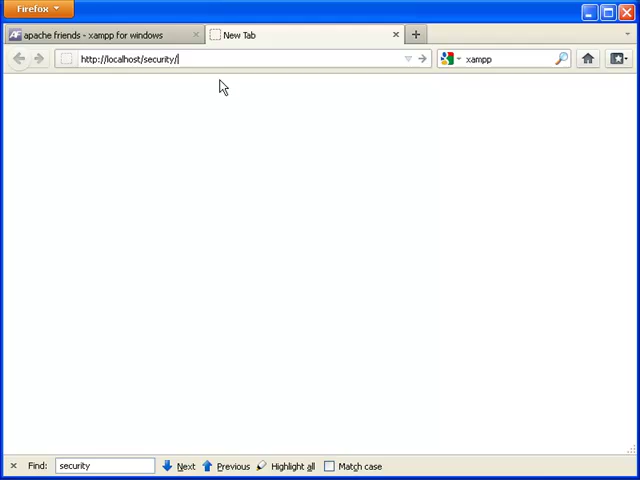 Firefox
apache friends - xampp for windows
New Tab
http://localhost/security/
xampp
Find: security Next Previous Highlight all Match case